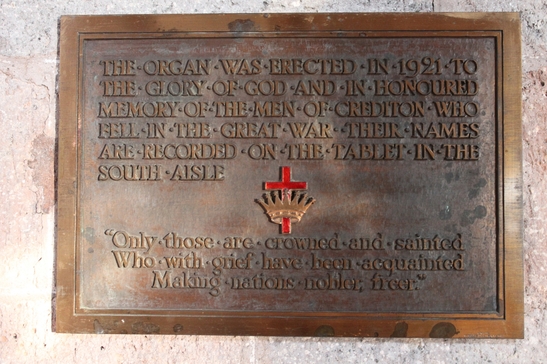 THE · ORGAN · WAS · ERECTED · IN · 1921 · TO
THE · GLORY · OF · GOD · AND · IN · HONOURED
MEMORY · OF · THE · MEN · OF · CREDITON · WHO
FELL · IN · THE · GREAT · WAR · THEIR · NAMES
ARE · RECORDED · ON · THE · TABLET · IN · THE
SOUTH · AISLE
"Only · those · are · crowned · and · sainted
Who · with · grief · have · been · acquainted
Making · nations · nobler, · freer."